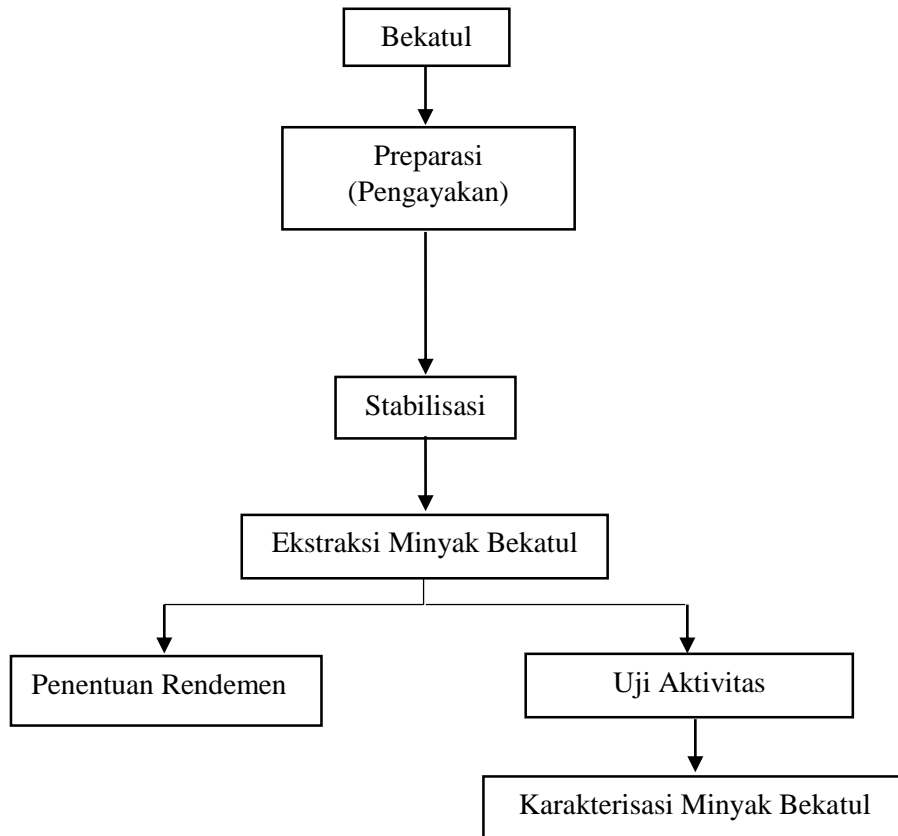 Bekatul
Preparasi
(Pengayakan)
Stabilisasi
Ekstraksi Minyak Bekatul
Penentuan Rendemen
Uji Aktivitas
Karakterisasi Minyak Bekatul